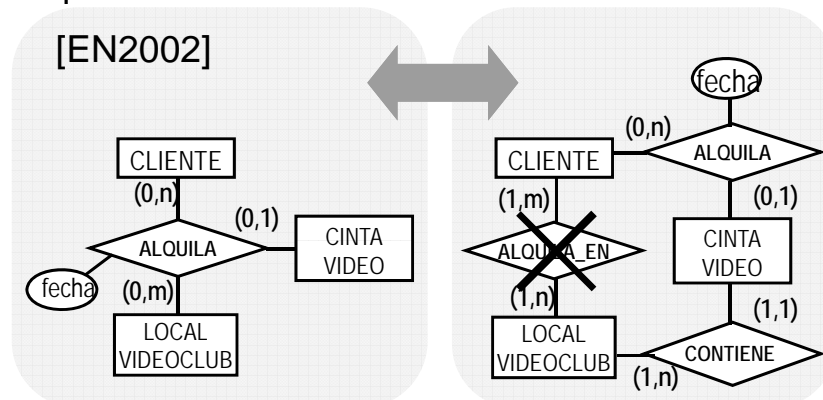 [EN2002]
CLIENTE
(0,n)
(0,1)
ALQUILA
CINTA
VIDEO
fecha
(0,m)
LOCAL
VIDEOCLUB
fecha
(0,n)
CLIENTE
ALQUILA
(1,m)
(0,1)
ALQUILA_EN
CINTA
VIDEO
(1,n)
(1,1)
LOCAL
VIDEOCLUB
CONTIENE
(1,n)